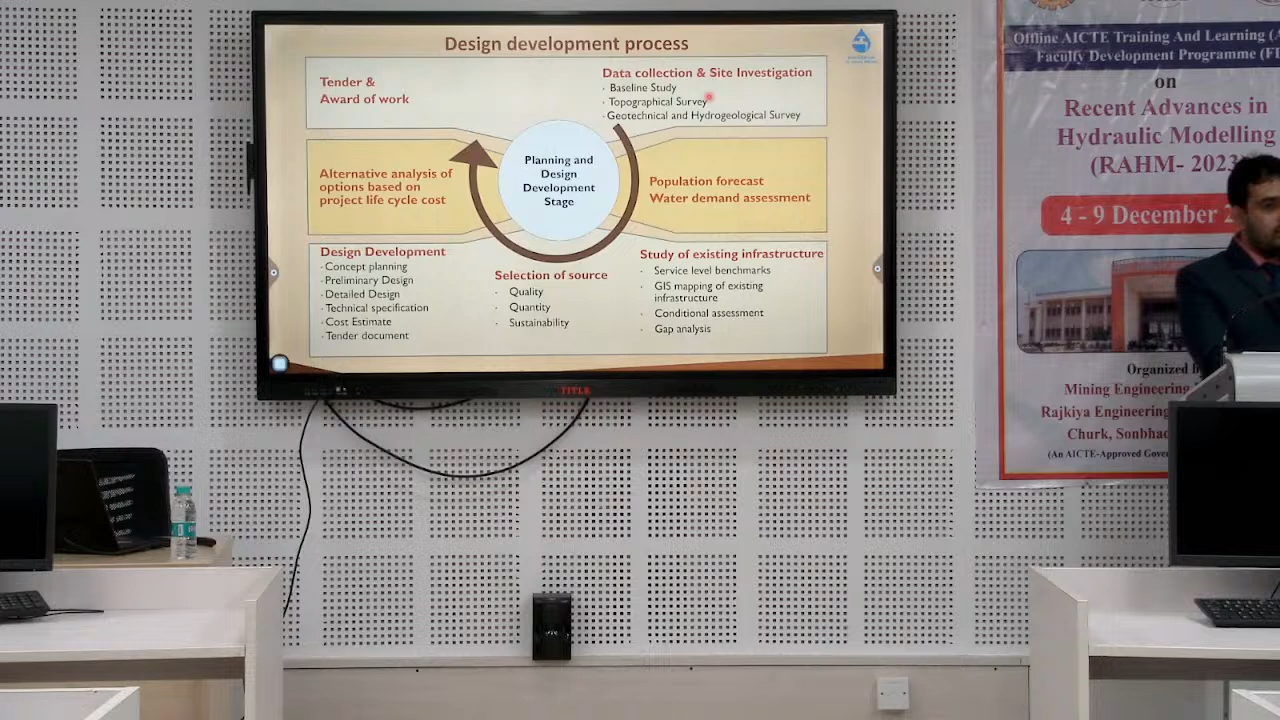 Design development process
Tender &
Award of work
Data collection & Site Investigation
· Baseline Study
· Topographical Survey
· Geotechnical and Hydrogeological Survey
Planning and
Design
Development
Stage
Alternative analysis of
options based on
project life cycle cost
Population forecast
Water demand assessment
Design Development
· Concept planning
· Preliminary Design
· Detailed Design
· Technical specification
· Cost Estimate
· Tender document
Selection of source
· Quality
· Quantity
· Sustainability
Study of existing infrastructure
· Service level benchmarks
· GIS mapping of existing
infrastructure
· Conditional assessment
· Gap analysis
TITLE
Offline AICTE Training And Learning (
Faculty Development Programme (F
on
Recent Advances in
Hydraulic Modelling
(RAHM- 2023
4 - 9 December
Organized
Mining Engineering
Rajkiya Engineering
Churk, Sonbha
(An AICTE-Approved Gove